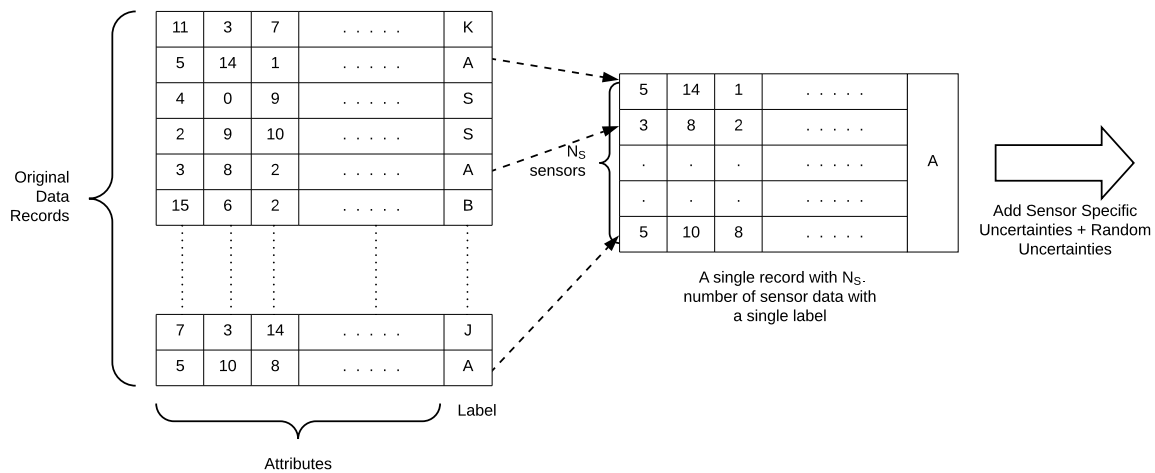 11 3 7 . . . . . K
5 14 1 . . . . . A
4 0 9 . . . . . S
2 9 10 . . . . . S
3 8 2 . . . . . A
15 6 2 . . . . . B
7 3 14 . . . . . J
5 10 8 . . . . . A
Original
Data
Records
Attributes
Label
N_S
sensors
5 14 1 . . . . .
3 8 2 . . . . .
. . . . . . . .
. . . . . . . .
5 10 8 . . . . .
A
A single record with N_S-
number of sensor data with
a single label
Add Sensor Specific
Uncertainties + Random
Uncertainties